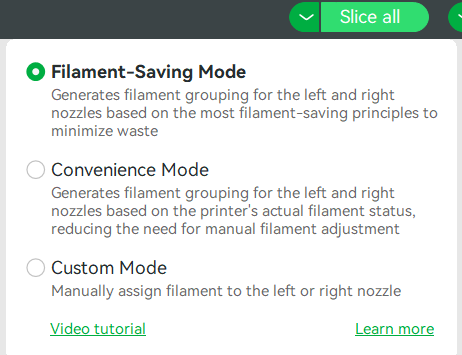 Slice all
Filament-Saving Mode
Generates filament grouping for the left and right
nozzles based on the most filament-saving principles to
minimize waste
Convenience Mode
Generates filament grouping for the left and right
nozzles based on the printer's actual filament status,
reducing the need for manual filament adjustment
Custom Mode
Manually assign filament to the left or right nozzle
Video tutorial Learn more